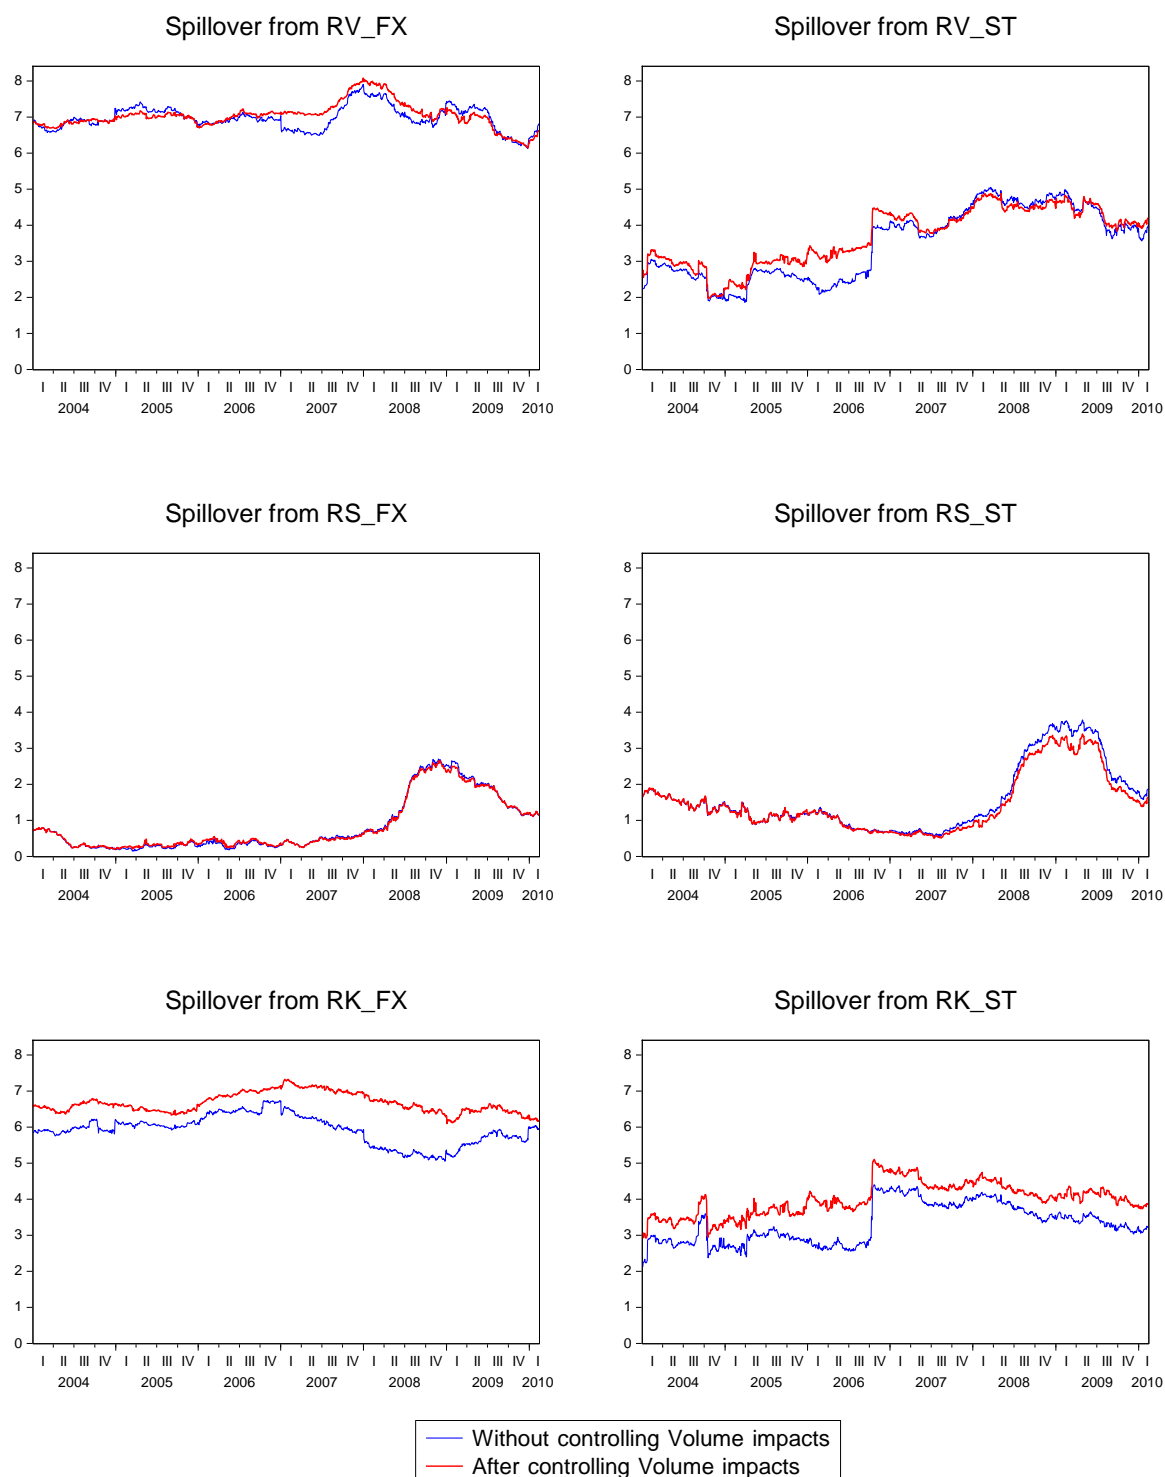 Spillover from RV_FX
8
7
6
5
4
3
2
1
0
I II III IV I II III IV I II III IV I II III IV I II III IV I II III IV I
2004 2005 2006 2007 2008 2009 2010
Spillover from RV_ST
8
7
6
5
4
3
2
1
0
I II III IV I II III IV I II III IV I II III IV I II III IV I II III IV I
2004 2005 2006 2007 2008 2009 2010
Spillover from RS_FX
8
7
6
5
4
3
2
1
0
I II III IV I II III IV I II III IV I II III IV I II III IV I II III IV I
2004 2005 2006 2007 2008 2009 2010
Spillover from RS_ST
8
7
6
5
4
3
2
1
0
I II III IV I II III IV I II III IV I II III IV I II III IV I II III IV I
2004 2005 2006 2007 2008 2009 2010
Spillover from RK_FX
8
7
6
5
4
3
2
1
0
I II III IV I II III IV I II III IV I II III IV I II III IV I II III IV I
2004 2005 2006 2007 2008 2009 2010
Spillover from RK_ST
8
7
6
5
4
3
2
1
0
I II III IV I II III IV I II III IV I II III IV I II III IV I II III IV I
2004 2005 2006 2007 2008 2009 2010
Without controlling Volume impacts
After controlling Volume impacts